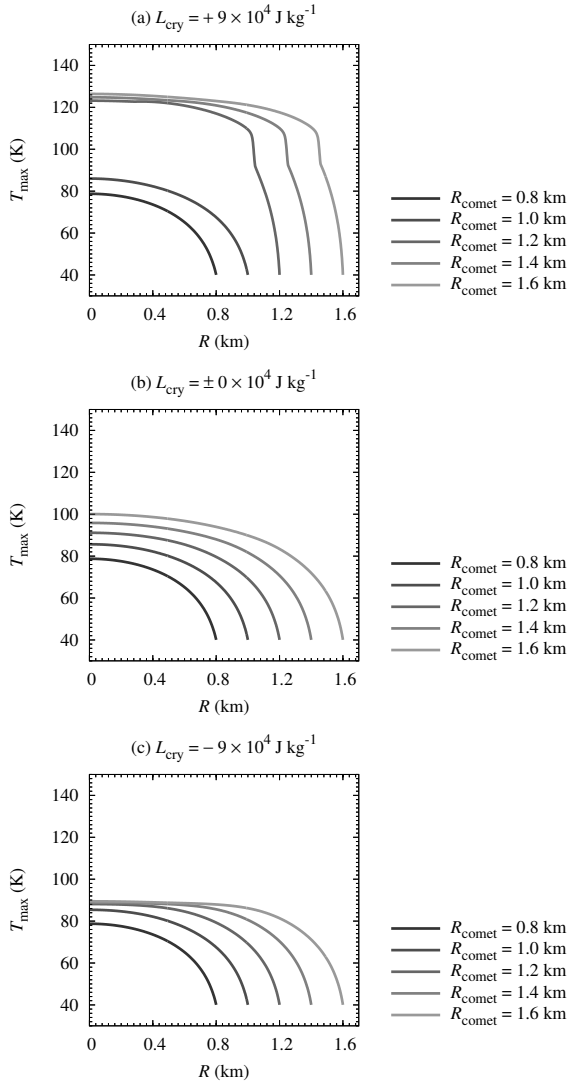 (a) L_cry = + 9 × 10^4 J kg^-1
T_max (K)
140
120
100
80
60
40
0 0.4 0.8 1.2 1.6
R (km)
R_comet = 0.8 km
R_comet = 1.0 km
R_comet = 1.2 km
R_comet = 1.4 km
R_comet = 1.6 km
(b) L_cry = ± 0 × 10^4 J kg^-1
T_max (K)
140
120
100
80
60
40
0 0.4 0.8 1.2 1.6
R (km)
R_comet = 0.8 km
R_comet = 1.0 km
R_comet = 1.2 km
R_comet = 1.4 km
R_comet = 1.6 km
(c) L_cry = − 9 × 10^4 J kg^-1
T_max (K)
140
120
100
80
60
40
0 0.4 0.8 1.2 1.6
R (km)
R_comet = 0.8 km
R_comet = 1.0 km
R_comet = 1.2 km
R_comet = 1.4 km
R_comet = 1.6 km